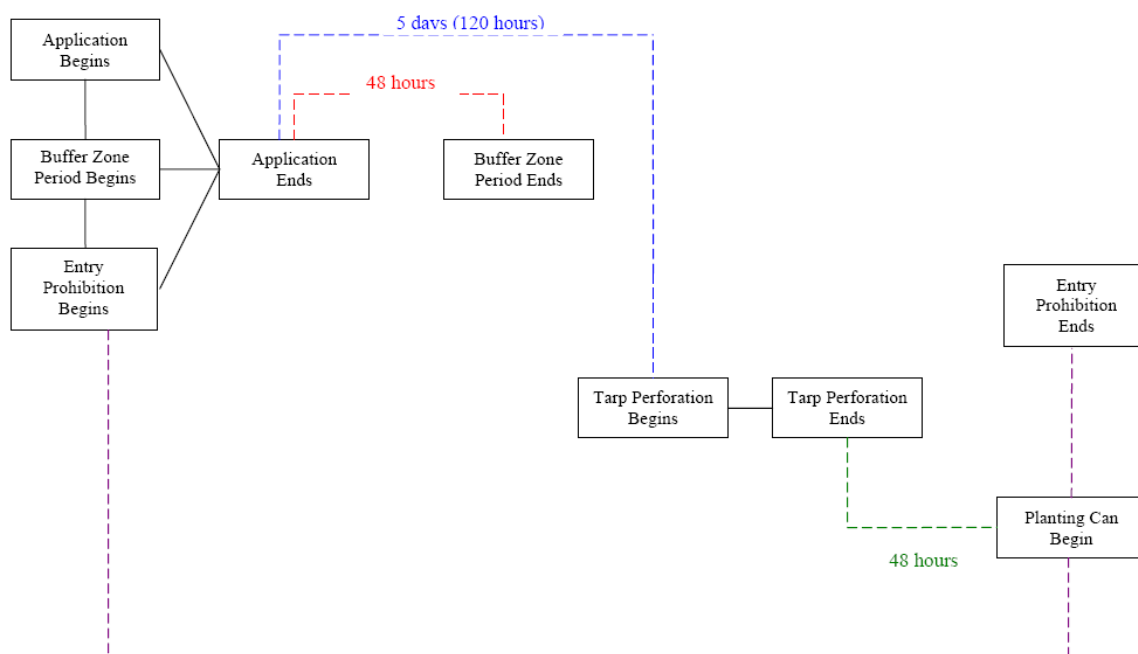 5 days (120 hours)
Application
Begins
48 hours
Buffer Zone
Period Begins
Application
Ends
Buffer Zone
Period Ends
Entry
Prohibition
Begins
Entry
Prohibition
Ends
Tarp Perforation
Begins
Tarp Perforation
Ends
Planting Can
Begin
48 hours